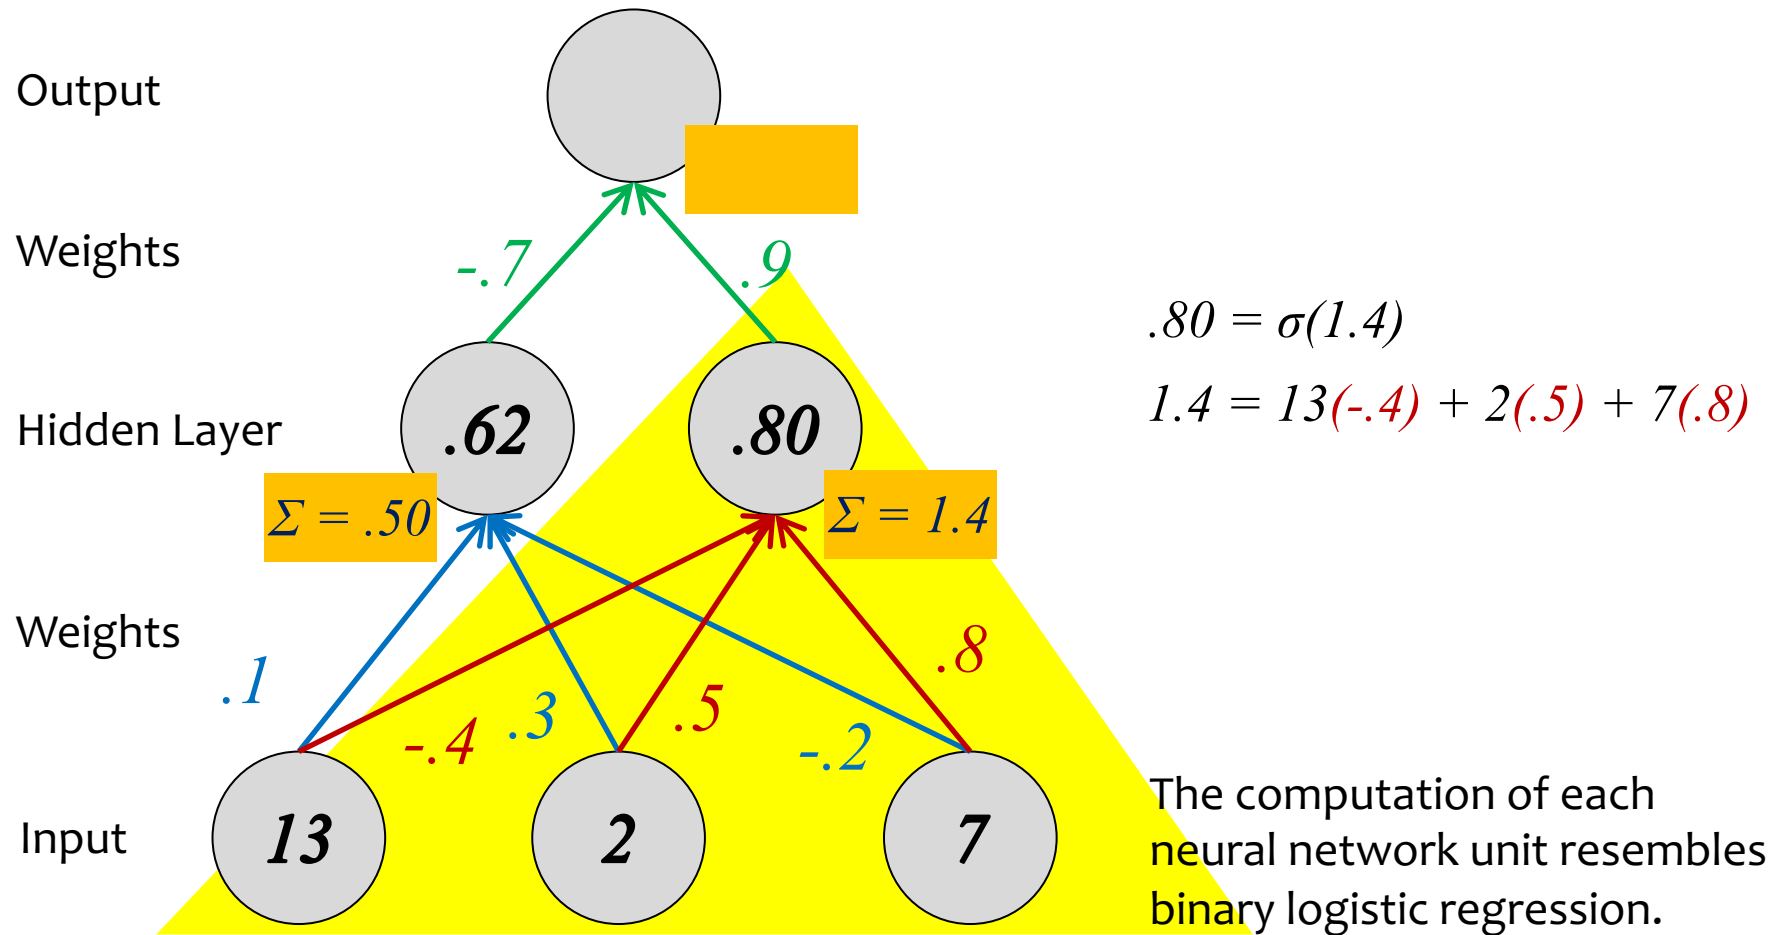 Output
Weights
-.7
.9
.80 = σ(1.4)
1.4 = 13(-.4) + 2(.5) + 7(.8)
Hidden Layer
.62
.80
Σ = .50
Σ = 1.4
Weights
.1
-.4
.3
.5
-.2
.8
Input
13
2
7
The computation of each
neural network unit resembles
binary logistic regression.